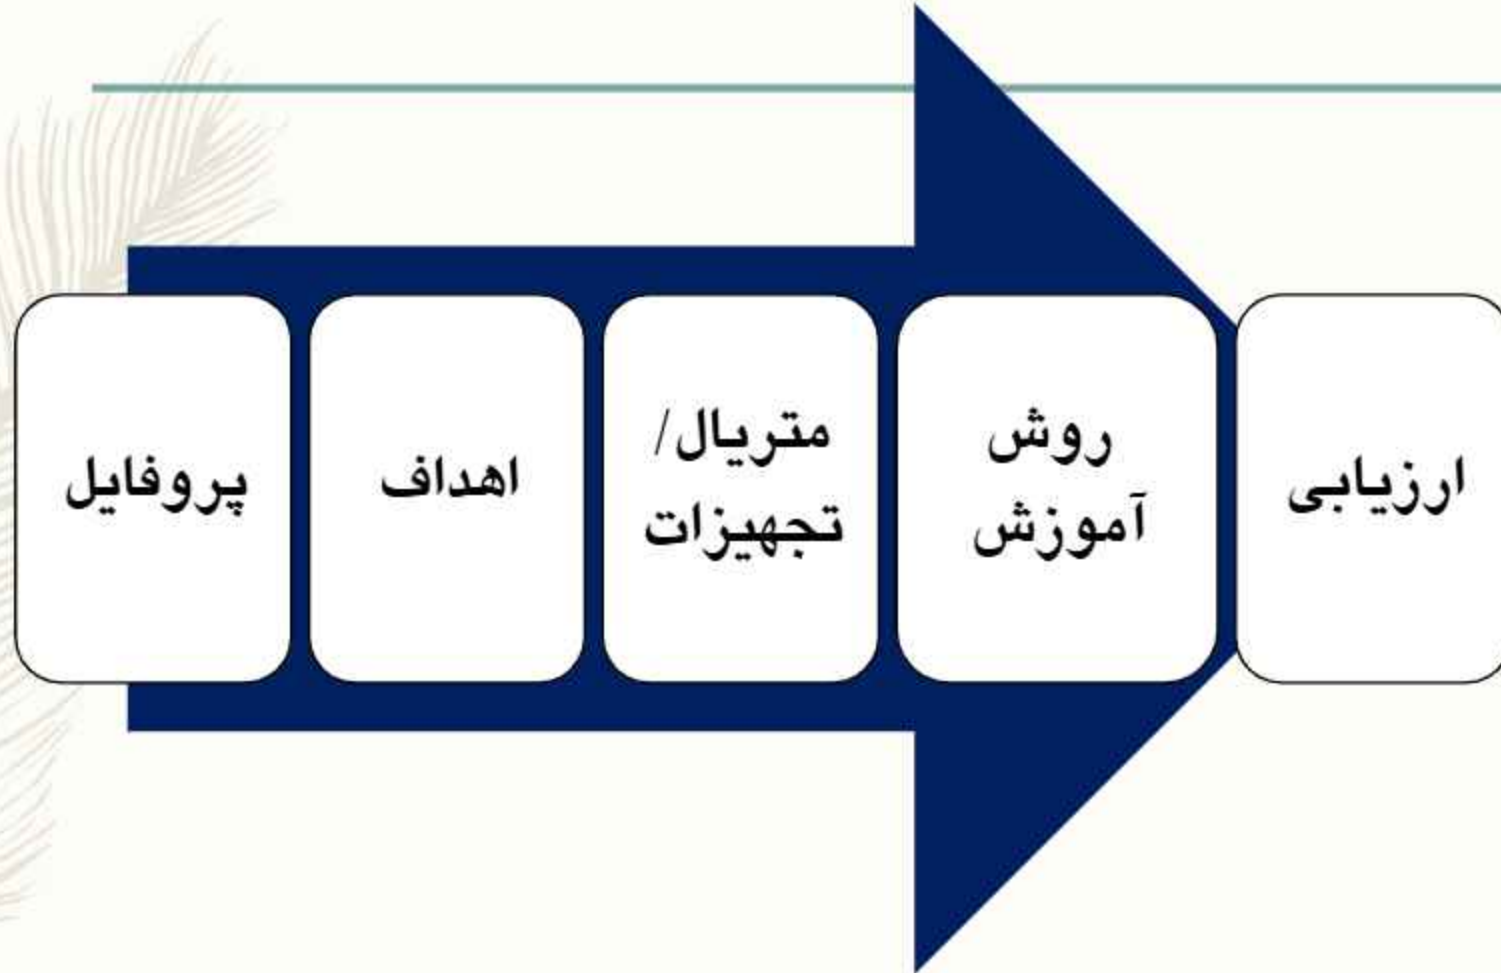 پروفایل
اهداف
متریال/
تجهیزات
روش
آموزش
ارزیابی